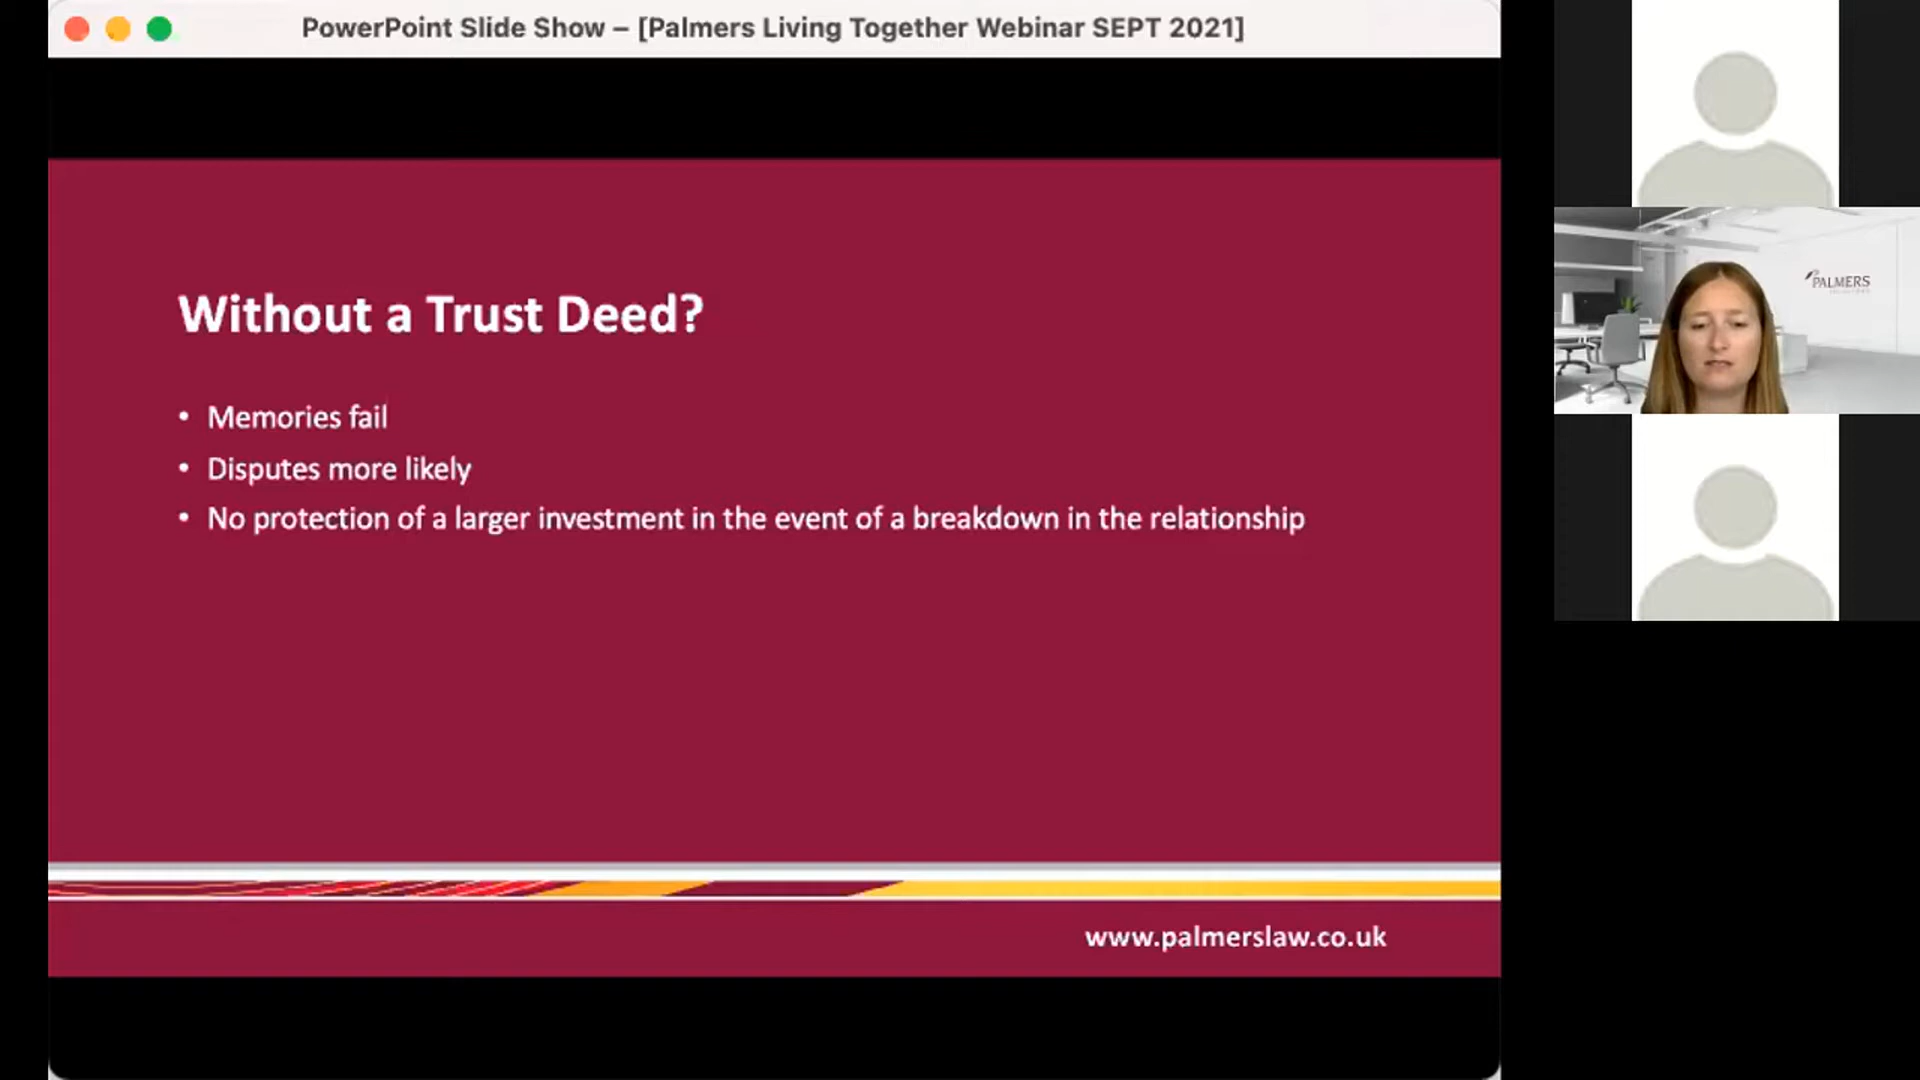 PowerPoint Slide Show – [Palmers Living Together Webinar SEPT 2021]
Without a Trust Deed?
• Memories fail
• Disputes more likely
• No protection of a larger investment in the event of a breakdown in the relationship
www.palmerslaw.co.uk
PALMERS